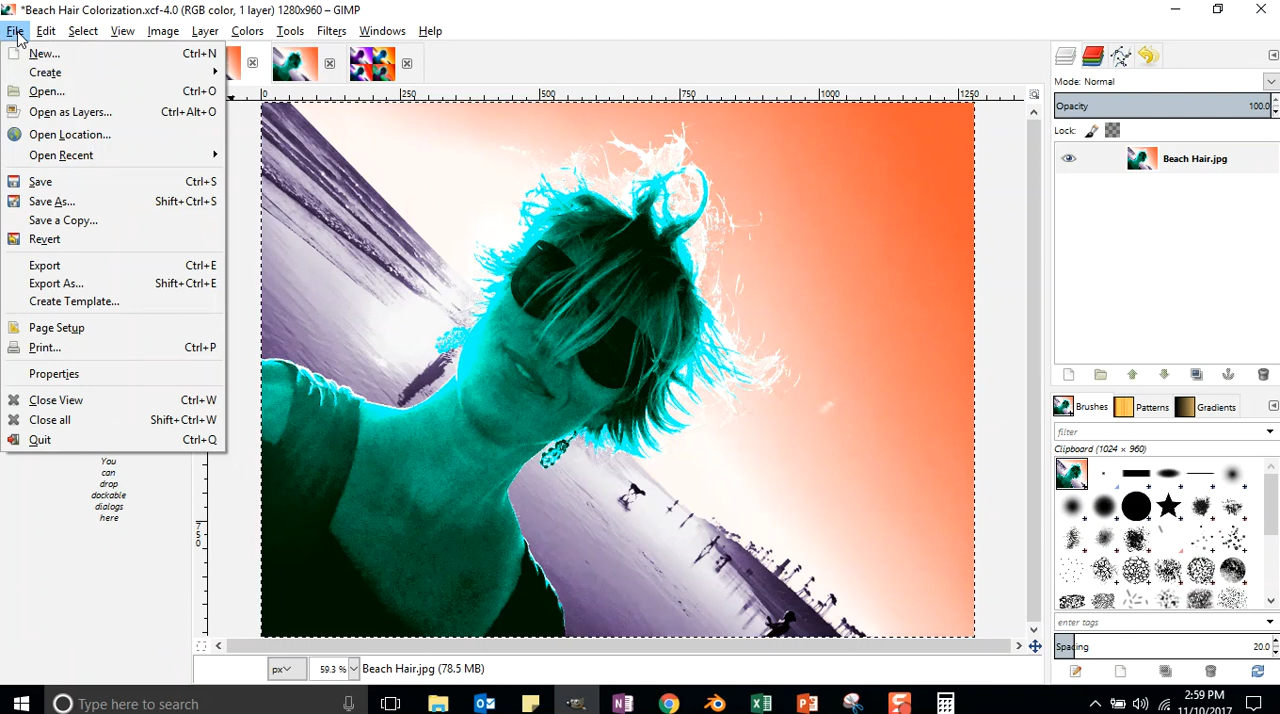 *Beach Hair Colorization.xcf-4.0 (RGB color, 1 layer) 1280x960 – GIMP
File Edit Select View Image Layer Colors Tools Filters Windows Help
New... Ctrl+N
Create
Open... Ctrl+O
Open as Layers... Ctrl+Alt+O
Open Location...
Open Recent
Save Ctrl+S
Save As... Shift+Ctrl+S
Save a Copy...
Revert
Export Ctrl+E
Export As... Shift+Ctrl+E
Create Template...
Page Setup
Print... Ctrl+P
Properties
Close View Ctrl+W
Close all Shift+Ctrl+W
Quit Ctrl+Q
You
can
drop
dockable
dialogs
here
0 250 500 750 1000 1250
750
px 59.3 % Beach Hair.jpg (78.5 MB)
Mode: Normal
Opacity 100.0
Lock:
Beach Hair.jpg
Brushes Patterns Gradients
filter
Clipboard (1024 × 960)
enter tags
Spacing 20.0
Type here to search
2:59 PM
11/10/2017